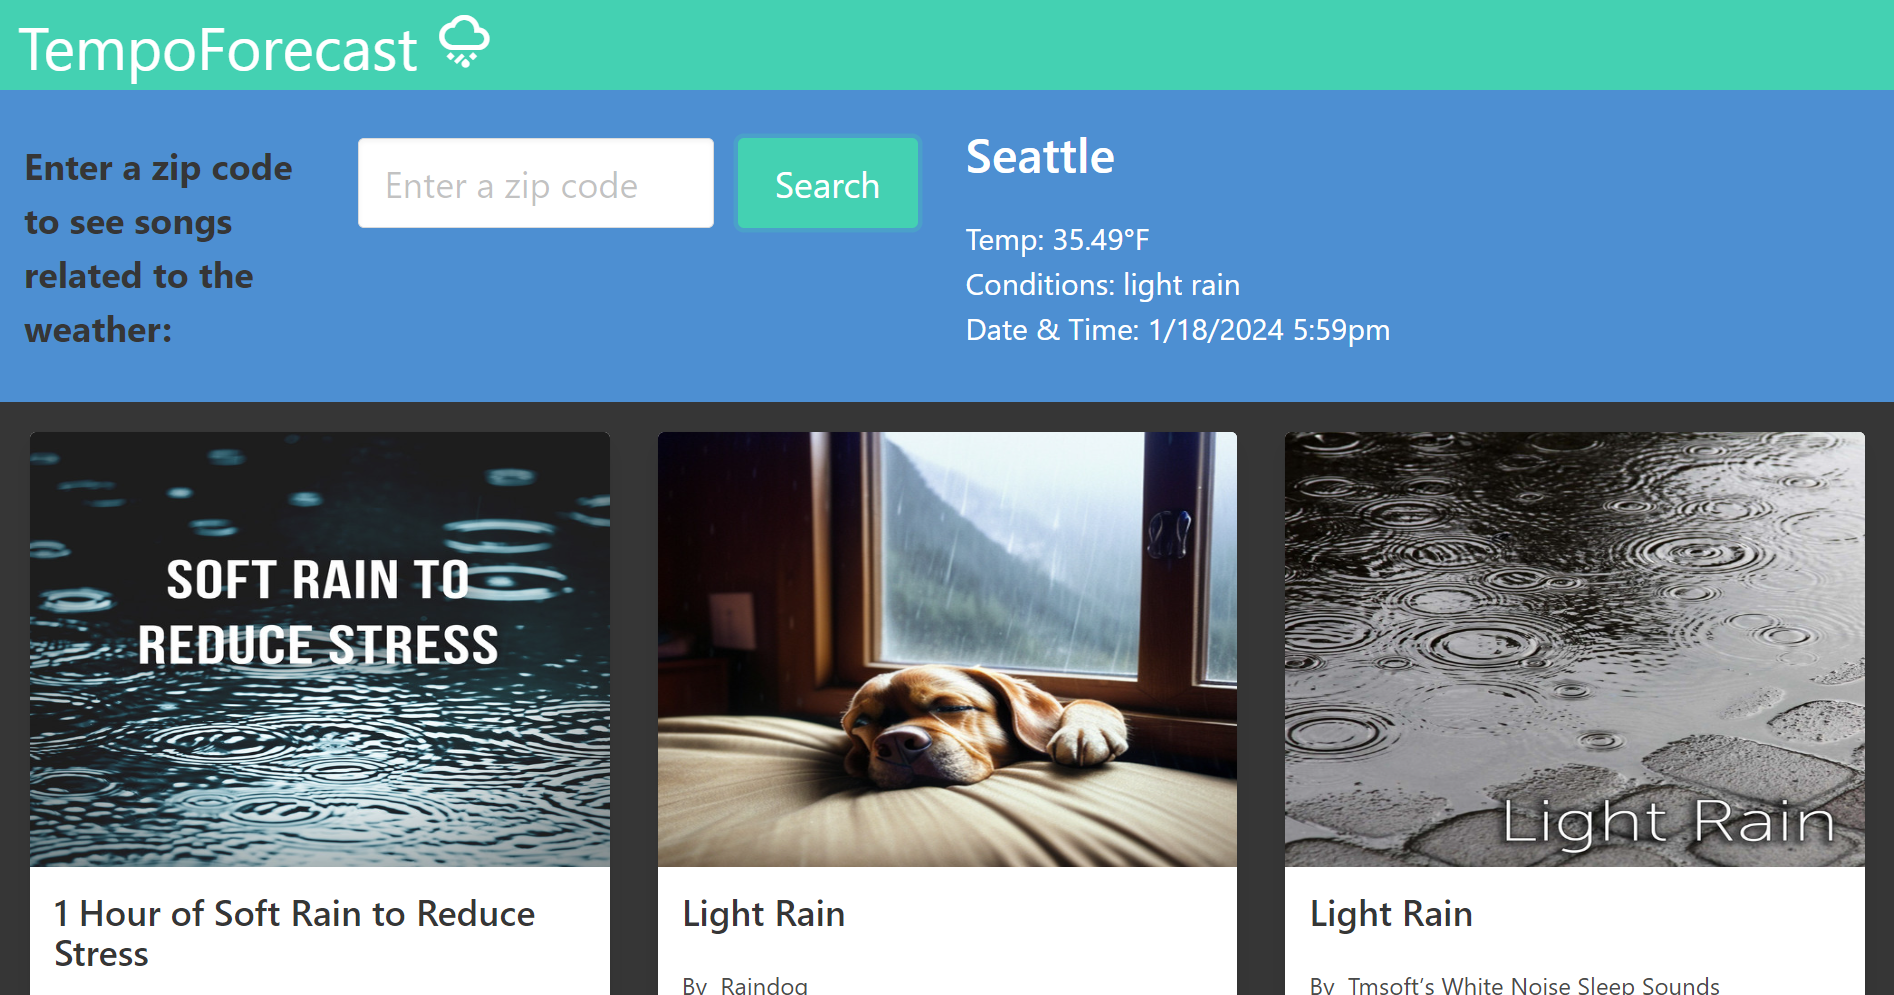 TempoForecast
Enter a zip code
to see songs
related to the
weather:
Enter a zip code
Search
Seattle
Temp: 35.49°F
Conditions: light rain
Date & Time: 1/18/2024 5:59pm
SOFT RAIN TO
REDUCE STRESS
Light Rain
1 Hour of Soft Rain to Reduce
Stress
Light Rain
By Raindog
Light Rain
By Tmsoft’s White Noise Sleep Sounds